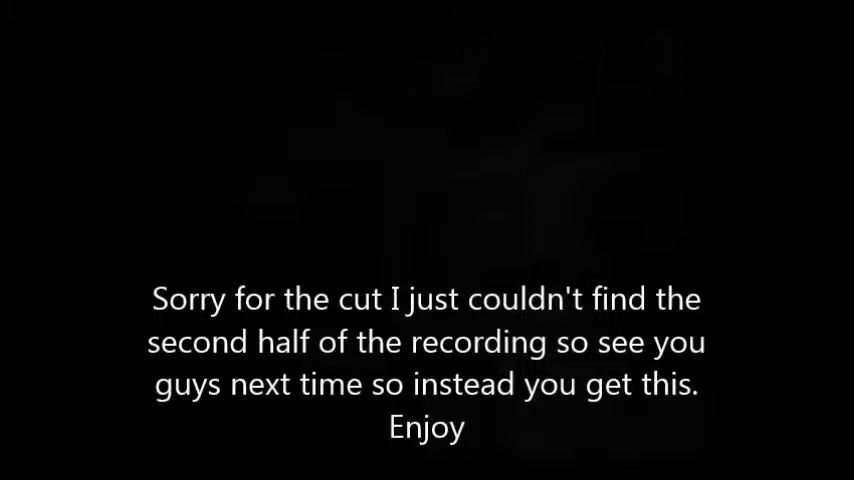 Sorry for the cut I just couldn't find the
second half of the recording so see you
guys next time so instead you get this.
Enjoy